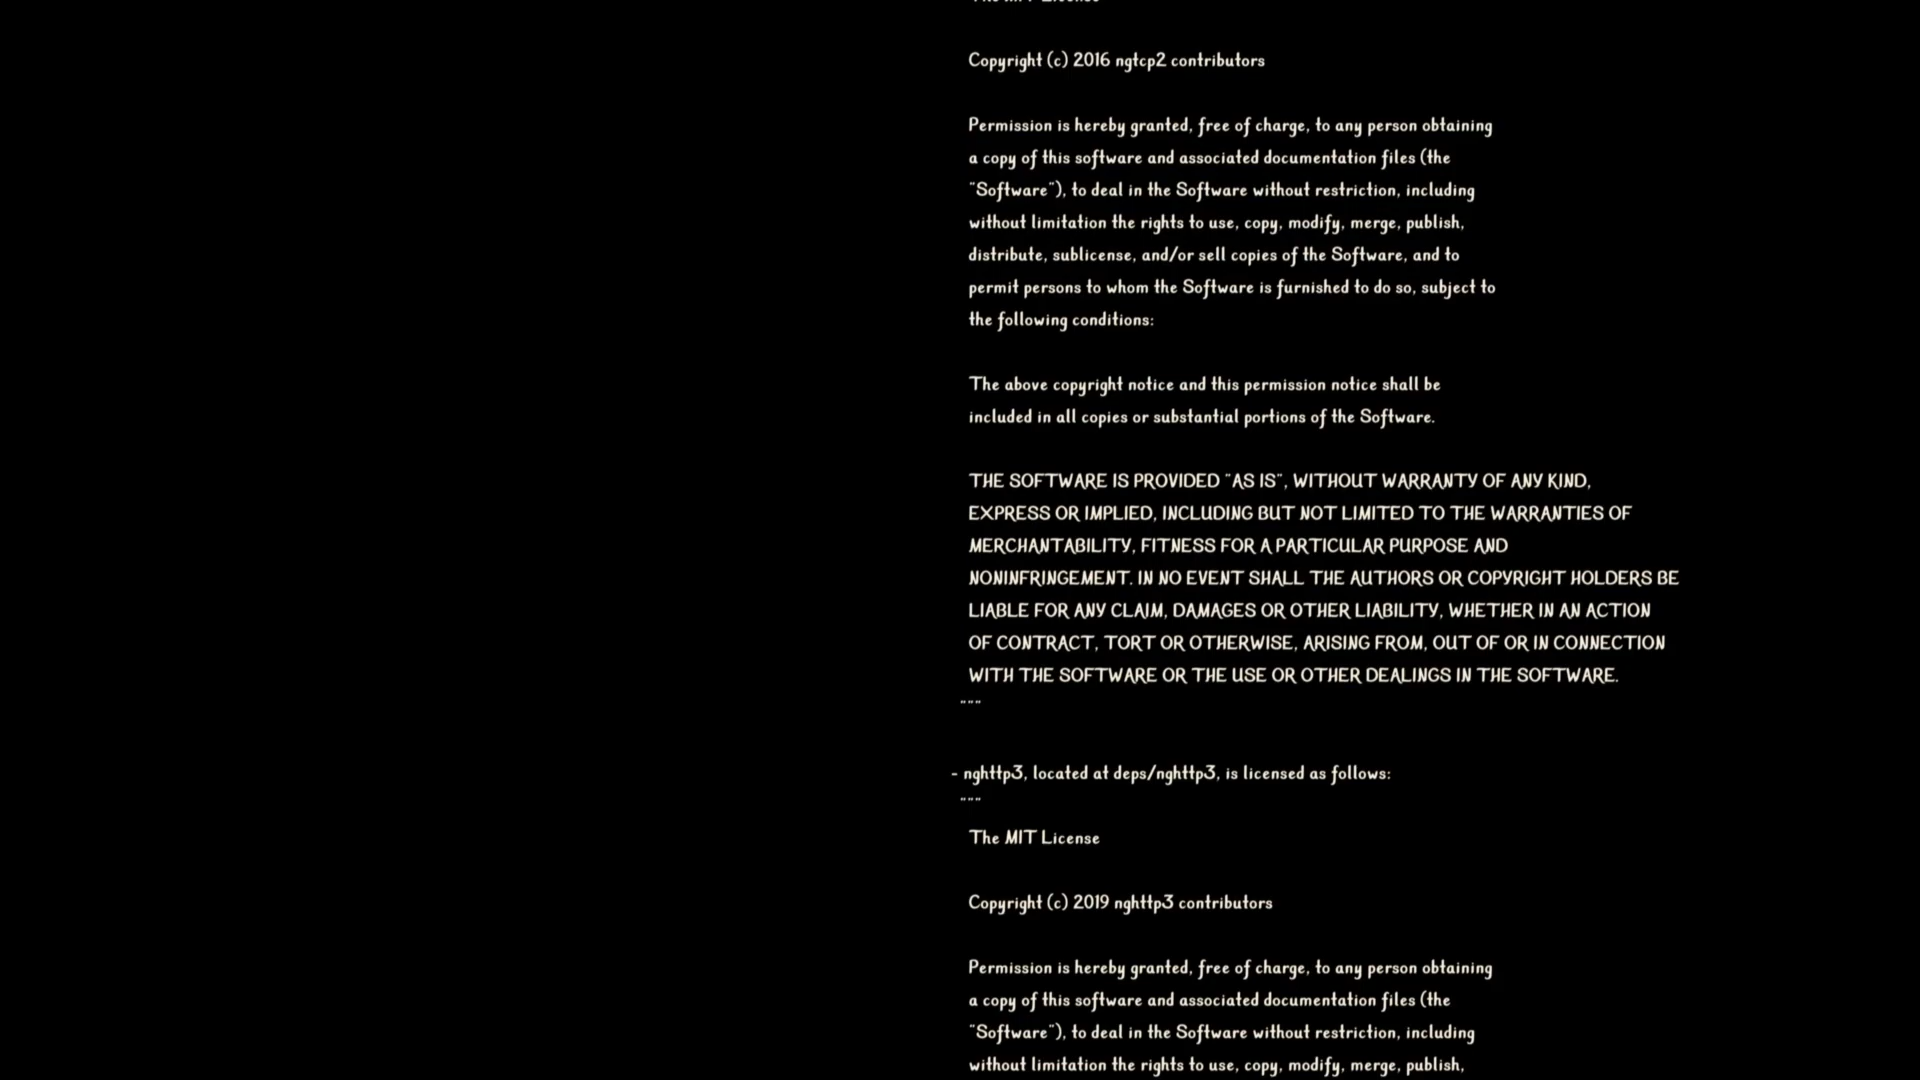 The MIT License
Copyright (c) 2016 ngtcp2 contributors
Permission is hereby granted, free of charge, to any person obtaining
a copy of this software and associated documentation files (the
"Software"), to deal in the Software without restriction, including
without limitation the rights to use, copy, modify, merge, publish,
distribute, sublicense, and/or sell copies of the Software, and to
permit persons to whom the Software is furnished to do so, subject to
the following conditions:
The above copyright notice and this permission notice shall be
included in all copies or substantial portions of the Software.
THE SOFTWARE IS PROVIDED "AS IS", WITHOUT WARRANTY OF ANY KIND,
EXPRESS OR IMPLIED, INCLUDING BUT NOT LIMITED TO THE WARRANTIES OF
MERCHANTABILITY, FITNESS FOR A PARTICULAR PURPOSE AND
NONINFRINGEMENT. IN NO EVENT SHALL THE AUTHORS OR COPYRIGHT HOLDERS BE
LIABLE FOR ANY CLAIM, DAMAGES OR OTHER LIABILITY, WHETHER IN AN ACTION
OF CONTRACT, TORT OR OTHERWISE, ARISING FROM, OUT OF OR IN CONNECTION
WITH THE SOFTWARE OR THE USE OR OTHER DEALINGS IN THE SOFTWARE.
"""
- nghttp3, located at deps/nghttp3, is licensed as follows:
"""
The MIT License
Copyright (c) 2019 nghttp3 contributors
Permission is hereby granted, free of charge, to any person obtaining
a copy of this software and associated documentation files (the
"Software"), to deal in the Software without restriction, including
without limitation the rights to use, copy, modify, merge, publish,